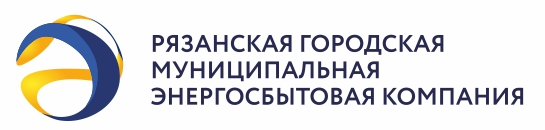 РЯЗАНСКАЯ ГОРОДСКАЯ
МУНИЦИПАЛЬНАЯ
ЭНЕРГОСБЫТОВАЯ КОМПАНИЯ